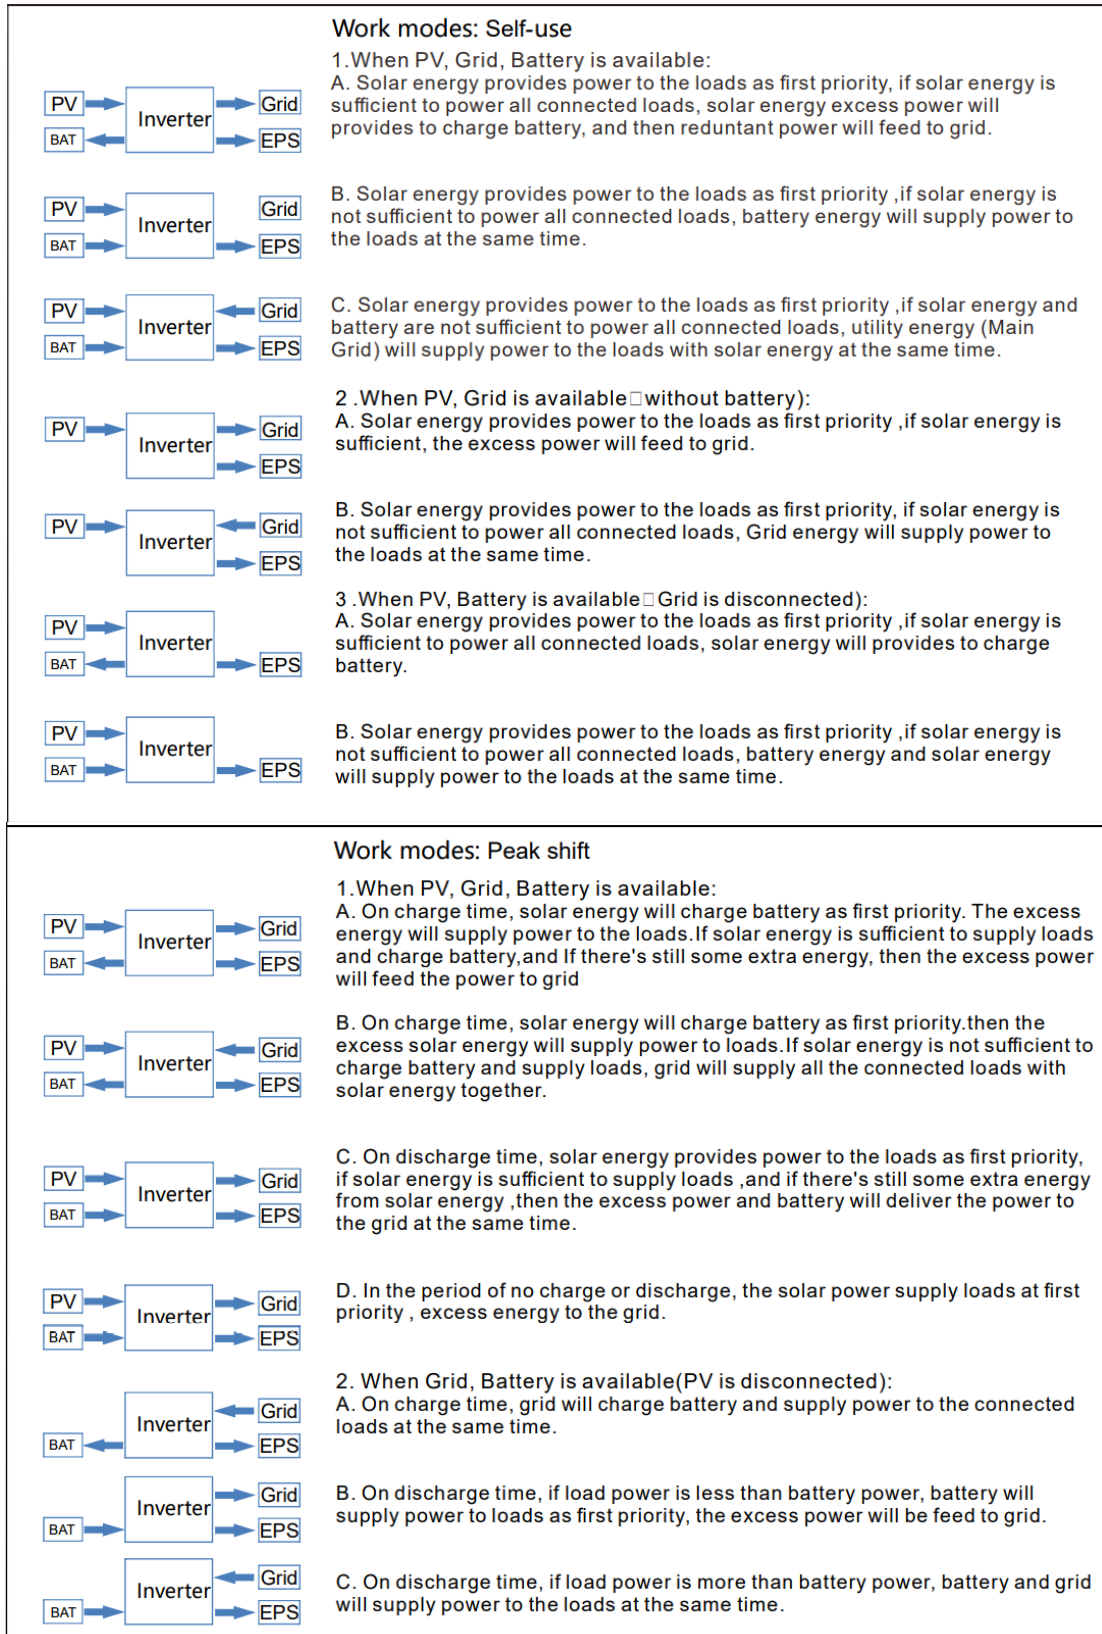 Work modes: Self-use
1.When PV, Grid, Battery is available:
A. Solar energy provides power to the loads as first priority, if solar energy is
sufficient to power all connected loads, solar energy excess power will
provides to charge battery, and then reduntant power will feed to grid.
PV
BAT
Inverter
Grid
EPS
B. Solar energy provides power to the loads as first priority ,if solar energy is
not sufficient to power all connected loads, battery energy will supply power to
the loads at the same time.
PV
BAT
Inverter
Grid
EPS
C. Solar energy provides power to the loads as first priority ,if solar energy and
battery are not sufficient to power all connected loads, utility energy (Main
Grid) will supply power to the loads with solar energy at the same time.
PV
BAT
Inverter
Grid
EPS
2 .When PV, Grid is available□without battery):
A. Solar energy provides power to the loads as first priority ,if solar energy is
sufficient, the excess power will feed to grid.
PV
Inverter
Grid
EPS
B. Solar energy provides power to the loads as first priority, if solar energy is
not sufficient to power all connected loads, Grid energy will supply power to
the loads at the same time.
PV
Inverter
Grid
EPS
3 .When PV, Battery is available□Grid is disconnected):
A. Solar energy provides power to the loads as first priority ,if solar energy is
sufficient to power all connected loads, solar energy will provides to charge
battery.
PV
BAT
Inverter
EPS
B. Solar energy provides power to the loads as first priority ,if solar energy is
not sufficient to power all connected loads, battery energy and solar energy
will supply power to the loads at the same time.
PV
BAT
Inverter
EPS
Work modes: Peak shift
1.When PV, Grid, Battery is available:
A. On charge time, solar energy will charge battery as first priority. The excess
energy will supply power to the loads.If solar energy is sufficient to supply loads
and charge battery,and If there's still some extra energy, then the excess power
will feed the power to grid
PV
BAT
Inverter
Grid
EPS
B. On charge time, solar energy will charge battery as first priority.then the
excess solar energy will supply power to loads.If solar energy is not sufficient to
charge battery and supply loads, grid will supply all the connected loads with
solar energy together.
PV
BAT
Inverter
Grid
EPS
C. On discharge time, solar energy provides power to the loads as first priority,
if solar energy is sufficient to supply loads ,and if there's still some extra energy
from solar energy ,then the excess power and battery will deliver the power to
the grid at the same time.
PV
BAT
Inverter
Grid
EPS
D. In the period of no charge or discharge, the solar power supply loads at first
priority , excess energy to the grid.
PV
BAT
Inverter
Grid
EPS
2. When Grid, Battery is available(PV is disconnected):
A. On charge time, grid will charge battery and supply power to the connected
loads at the same time.
BAT
Inverter
Grid
EPS
B. On discharge time, if load power is less than battery power, battery will
supply power to loads as first priority, the excess power will be feed to grid.
BAT
Inverter
Grid
EPS
C. On discharge time, if load power is more than battery power, battery and grid
will supply power to the loads at the same time.
BAT
Inverter
Grid
EPS